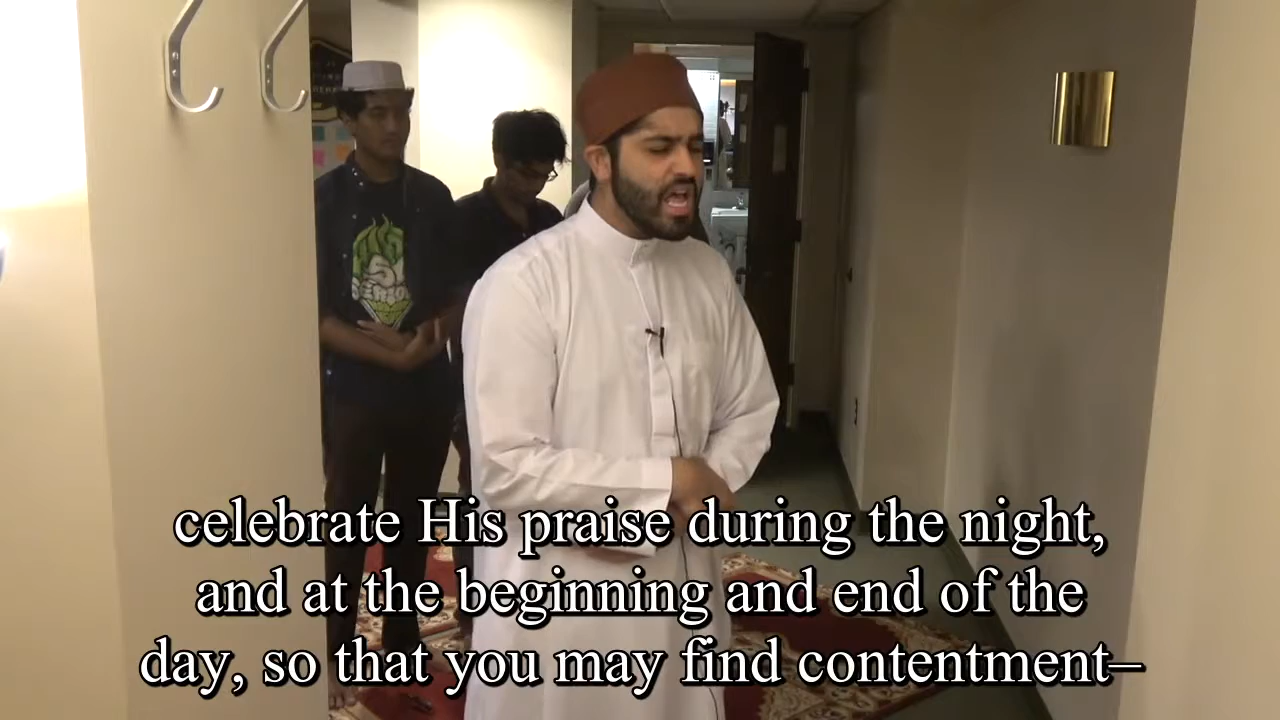 celebrate His praise during the night,
and at the beginning and end of the
day, so that you may find contentment–